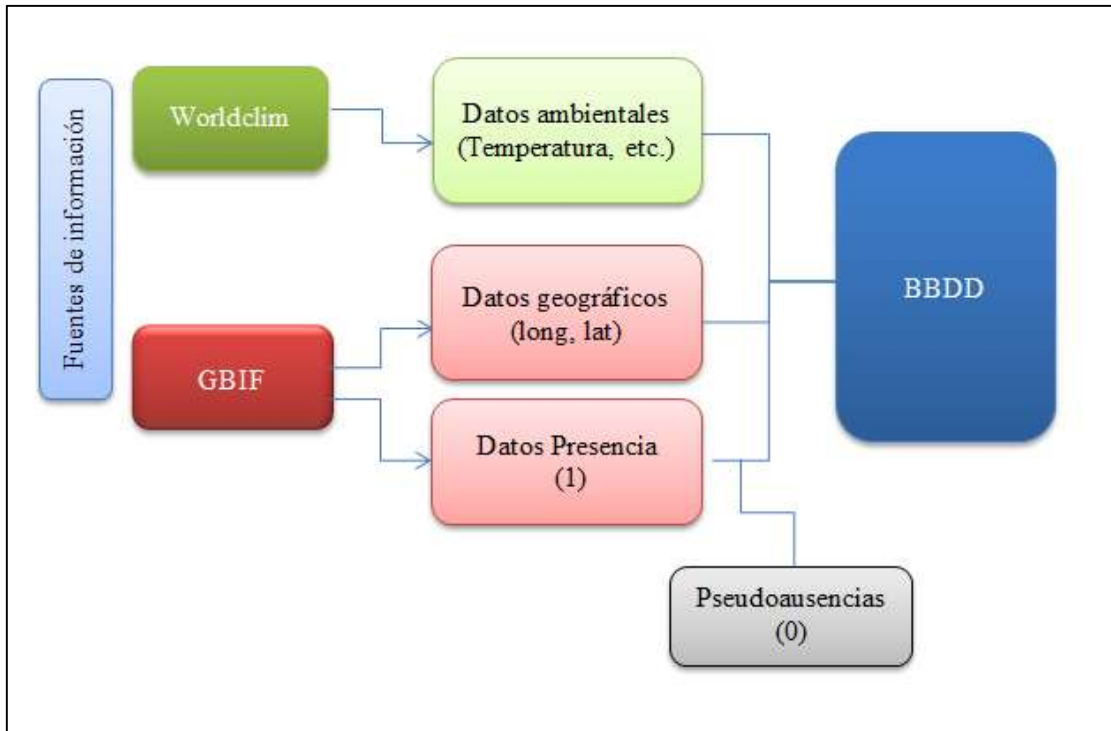 Fuentes de información
Worldclim
Datos ambientales
(Temperatura, etc.)
GBIF
Datos geográficos
(long, lat)
Datos Presencia
(1)
BBDD
Pseudoausencias
(0)